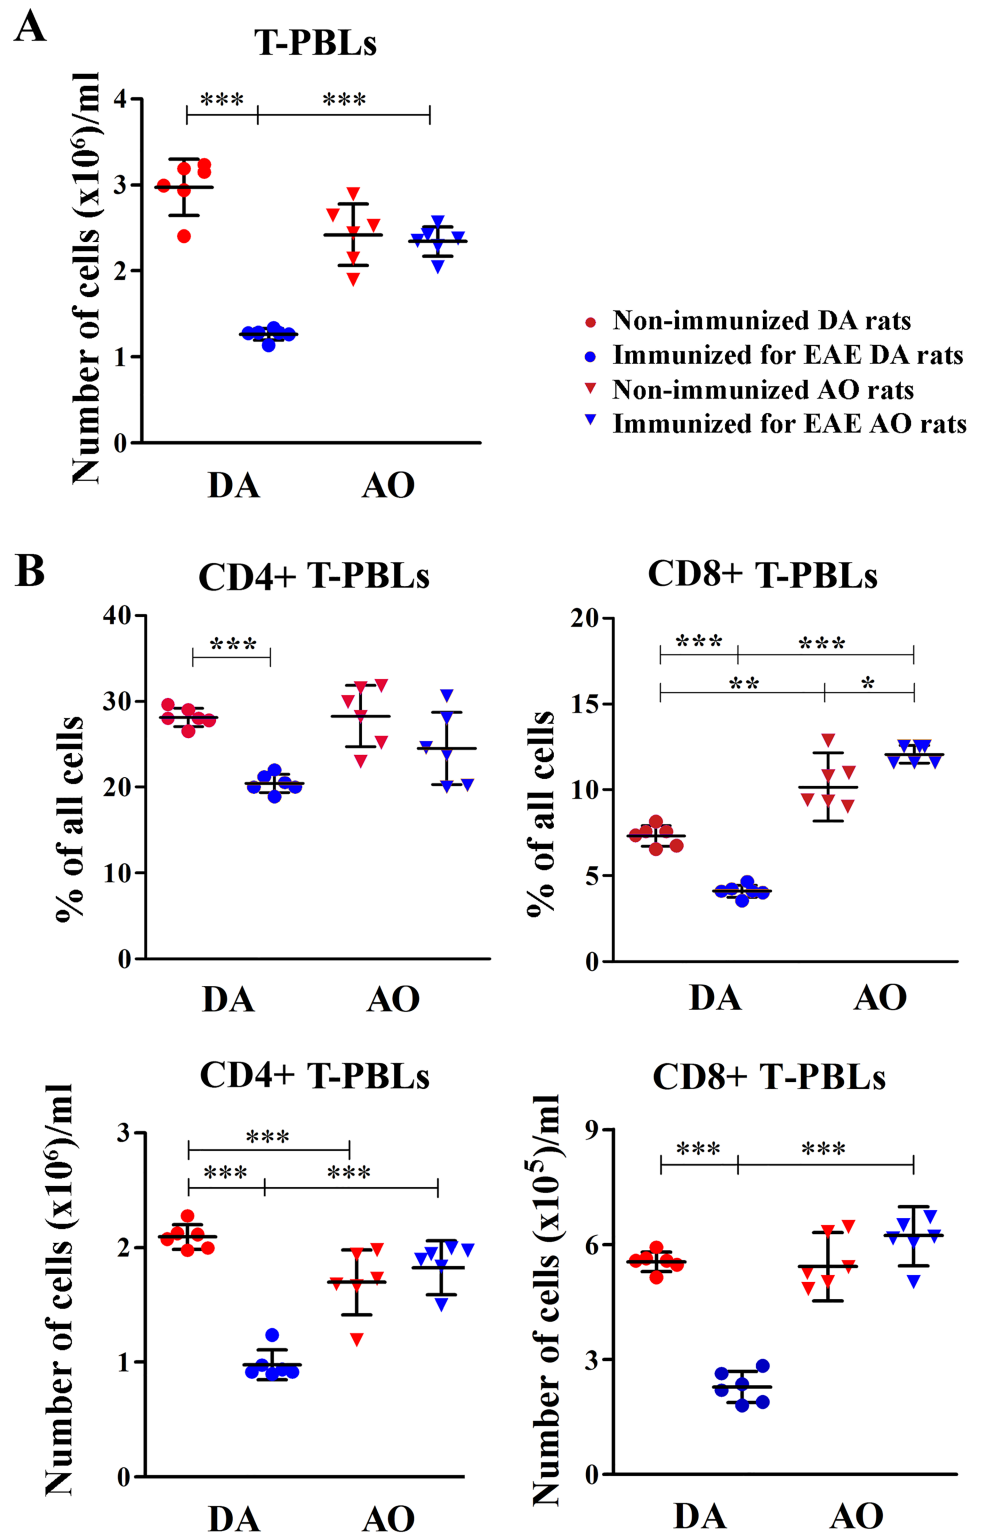 A
T-PBLs
Number of cells (x10⁶)/ml
4
3
2
1
0
***
***
DA
AO
Non-immunized DA rats
Immunized for EAE DA rats
Non-immunized AO rats
Immunized for EAE AO rats
B
CD4+ T-PBLs
% of all cells
40
30
20
10
0
***
DA
AO
CD8+ T-PBLs
% of all cells
20
15
10
5
0
***
***
**
*
DA
AO
CD4+ T-PBLs
Number of cells (x10⁶)/ml
3
2
1
0
***
***
***
DA
AO
CD8+ T-PBLs
Number of cells (x10⁵)/ml
9
6
3
0
***
***
DA
AO